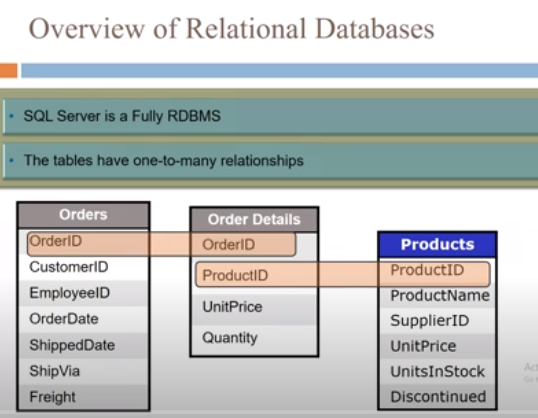 Overview of Relational Databases
• SQL Server is a Fully RDBMS
• The tables have one-to-many relationships
Orders
OrderID
CustomerID
EmployeeID
OrderDate
ShippedDate
ShipVia
Freight
Order Details
OrderID
ProductID
UnitPrice
Quantity
Products
ProductID
ProductName
SupplierID
UnitPrice
UnitsInStock
Discontinued